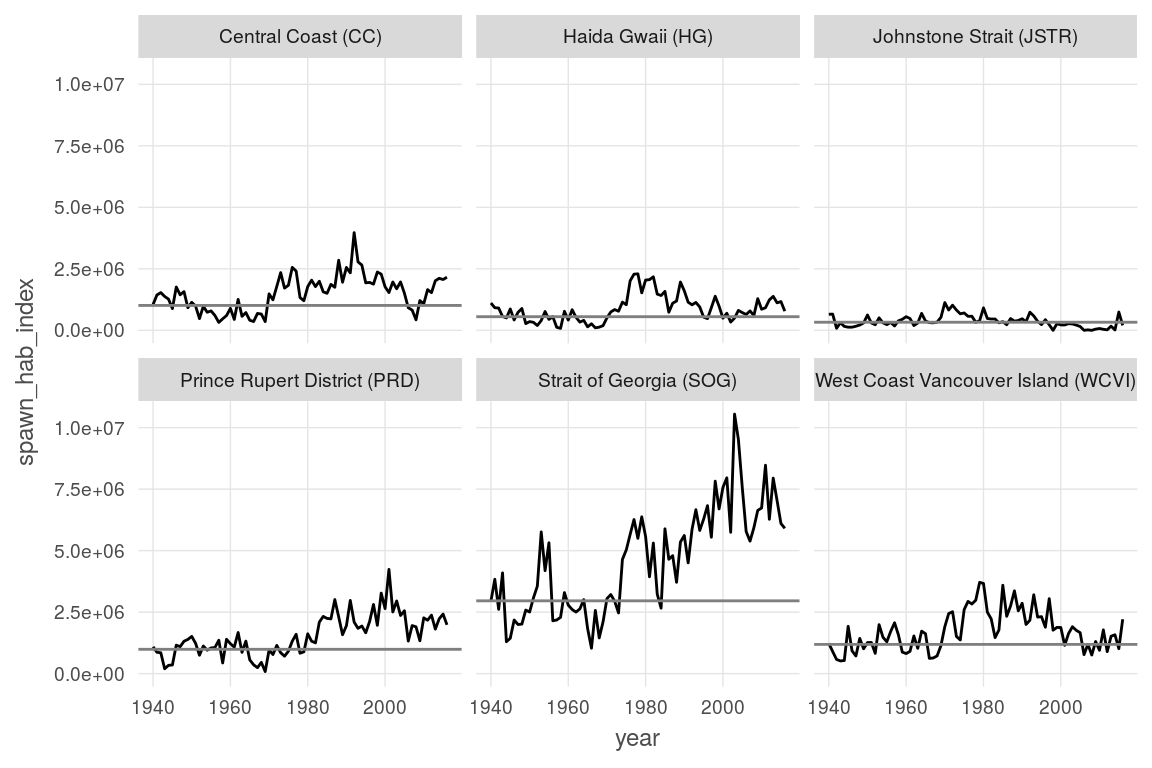 Central Coast (CC)
Haida Gwaii (HG)
Johnstone Strait (JSTR)
1.0e+07
7.5e+06
5.0e+06
2.5e+06
0.0e+00
Prince Rupert District (PRD)
Strait of Georgia (SOG)
West Coast Vancouver Island (WCVI)
1.0e+07
7.5e+06
5.0e+06
2.5e+06
0.0e+00
1940 1960 1980 2000
1940 1960 1980 2000
1940 1960 1980 2000
year
spawn_hab_index